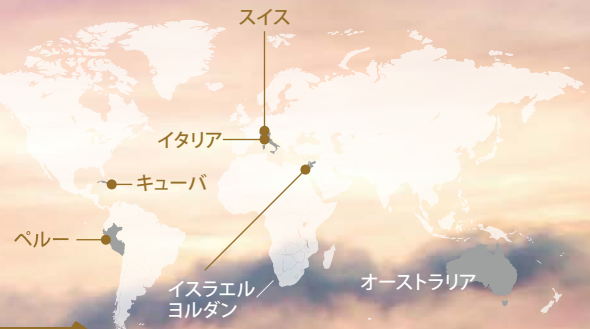 スイス
イタリア
キューバ
ペルー
イスラエル／
ヨルダン
オーストラリア